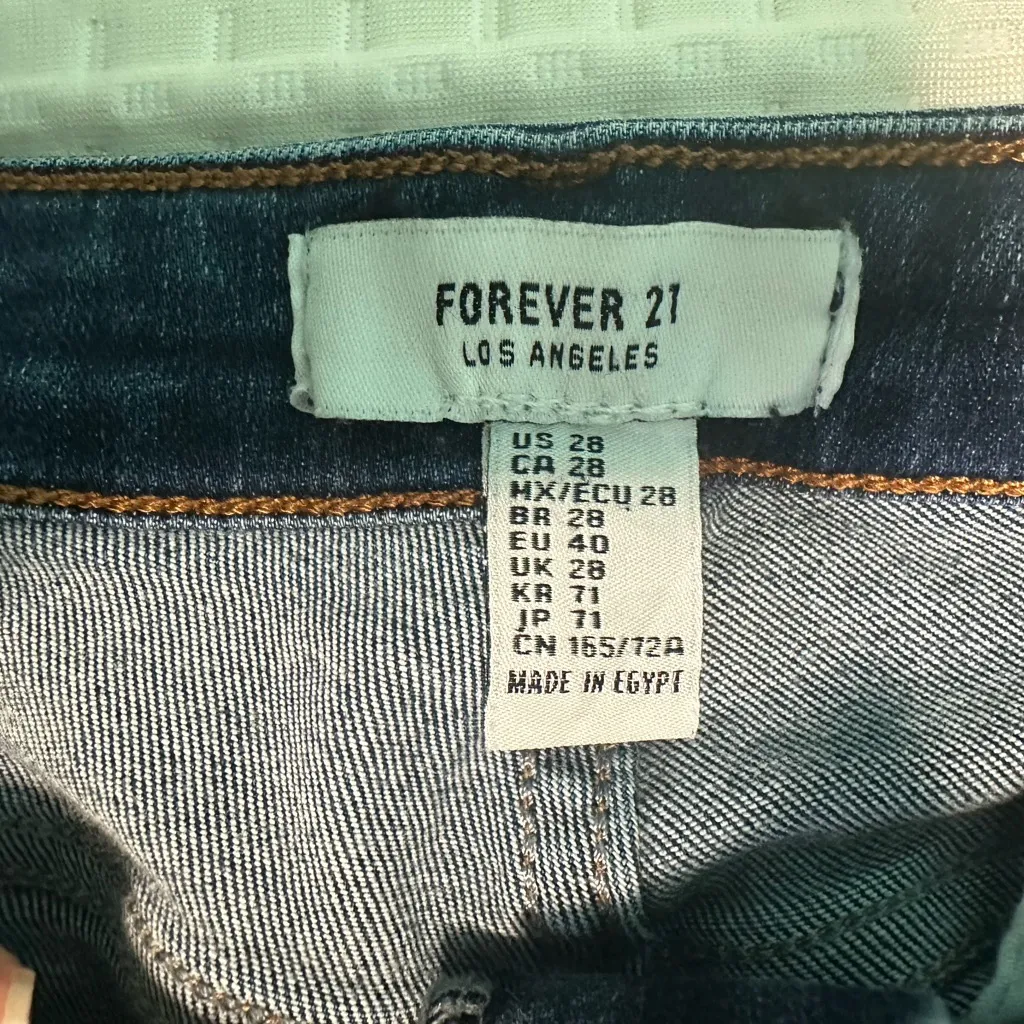 FOREVER 21
LOS ANGELES
US 28
CA 28
MX/ECU 28
BR 28
EU 40
UK 28
KR 71
JP 71
CN 165/72A
MADE IN EGYPT